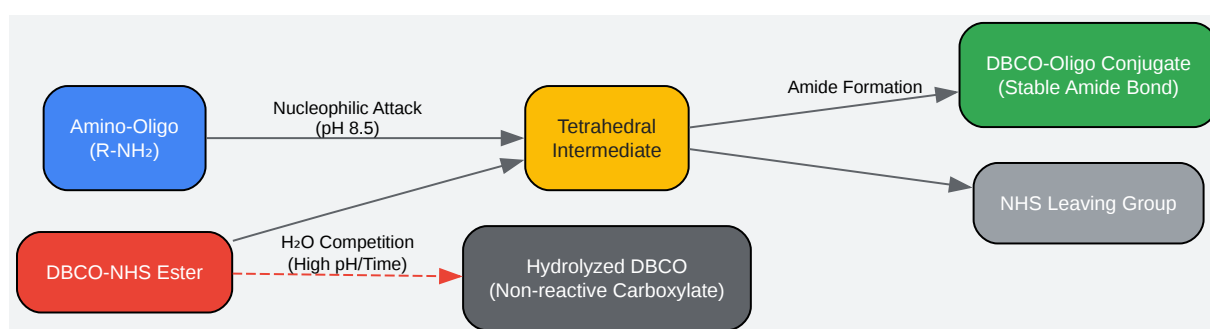 DBCO-Oligo Conjugate
(Stable Amide Bond)
Amide Formation
Nucleophilic Attack
(pH 8.5)
Amino-Oligo
(R-NH₂)
Tetrahedral
Intermediate
NHS Leaving Group
H₂O Competition
(High pH/Time)
DBCO-NHS Ester
Hydrolyzed DBCO
(Non-reactive Carboxylate)